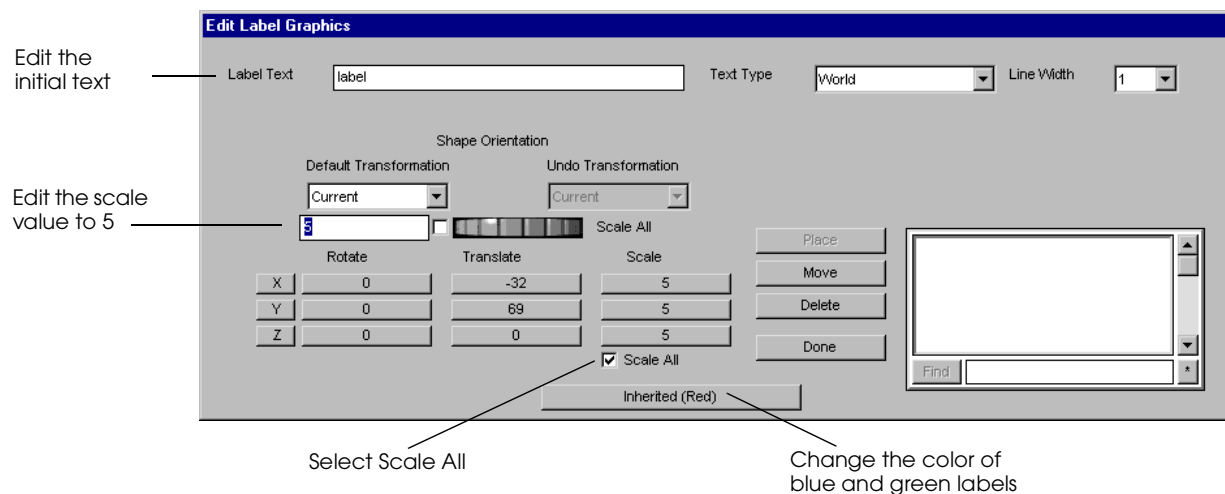 Edit Label Graphics
Edit the
initial text
Label Text
label
Text Type
World
Line Width
1
Shape Orientation
Default Transformation
Undo Transformation
Current
Current
Edit the scale
value to 5
5
Scale All
Rotate
Translate
Scale
X
0
-32
5
Y
0
69
5
Z
0
0
5
Scale All
Inherited (Red)
Place
Move
Delete
Done
Find
*
Select Scale All
Change the color of
blue and green labels